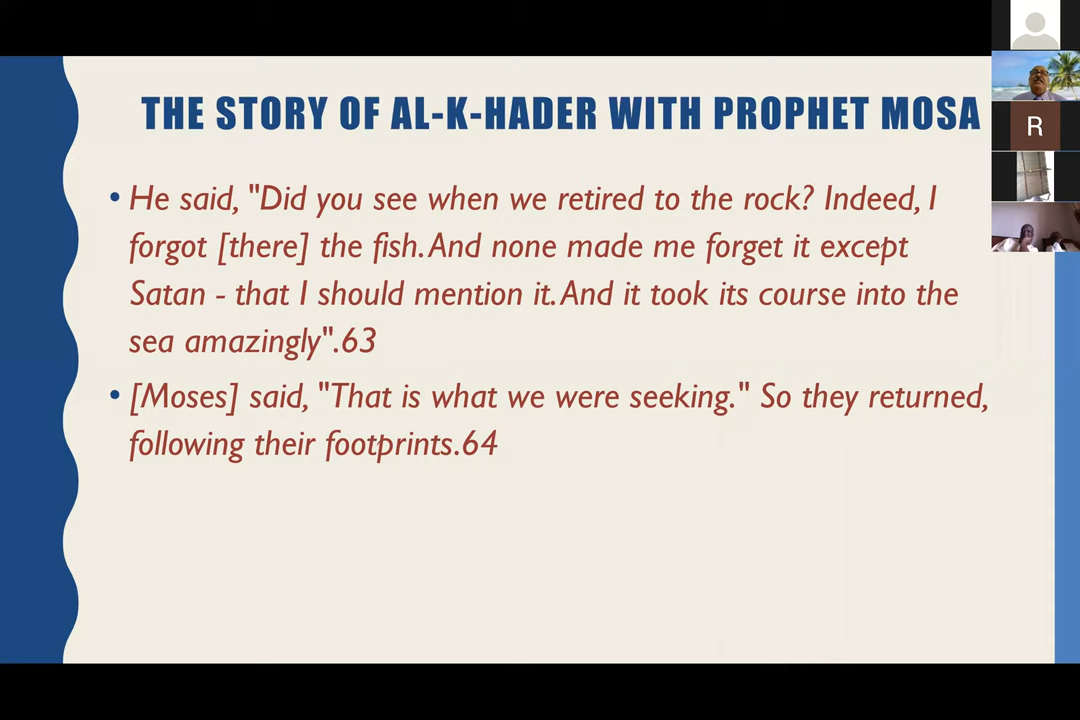 THE STORY OF AL-K-HADER WITH PROPHET MOSA
R
• He said, "Did you see when we retired to the rock? Indeed, I
forgot [there] the fish. And none made me forget it except
Satan - that I should mention it. And it took its course into the
sea amazingly".63
• [Moses] said, "That is what we were seeking." So they returned,
following their footprints.64